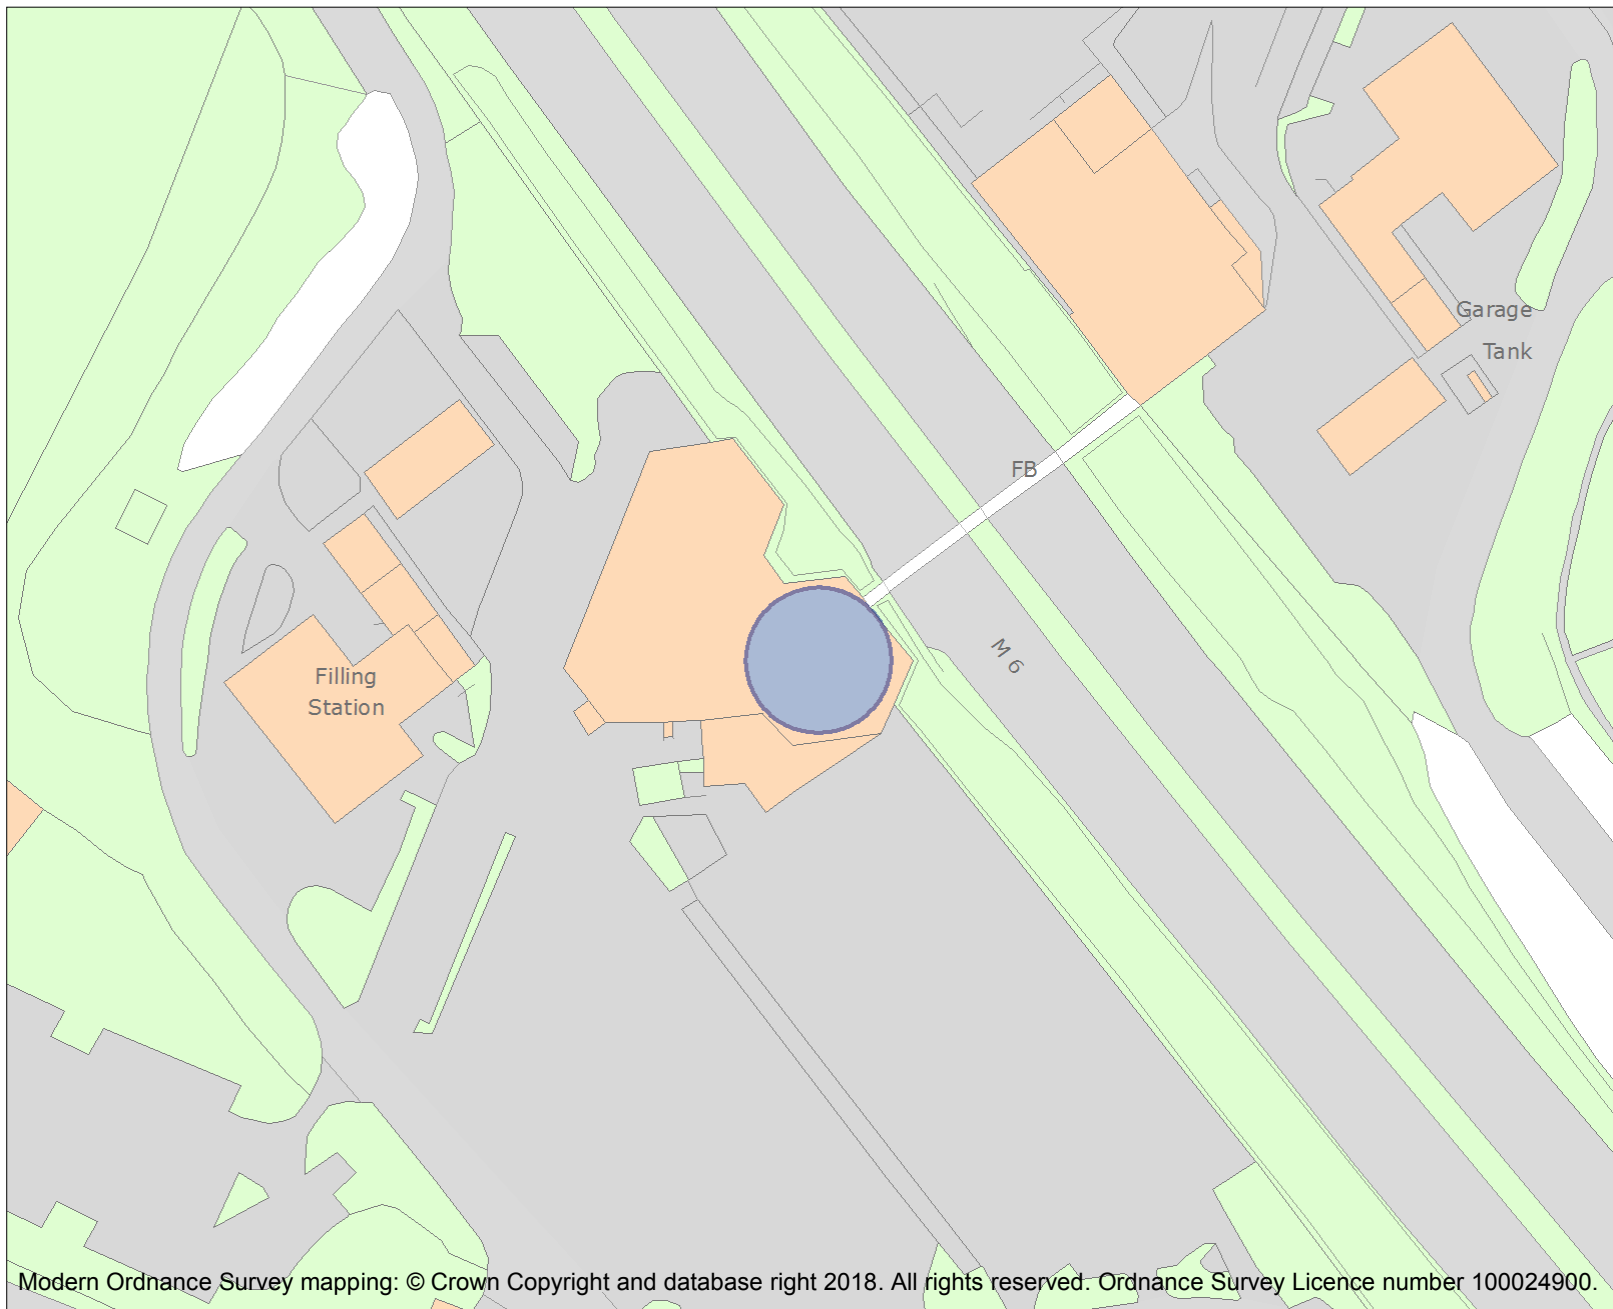 Garage
Tank
FB
M 6
Filling
Station
Modern Ordnance Survey mapping: © Crown Copyright and database right 2018. All rights reserved. Ordnance Survey Licence number 100024900.